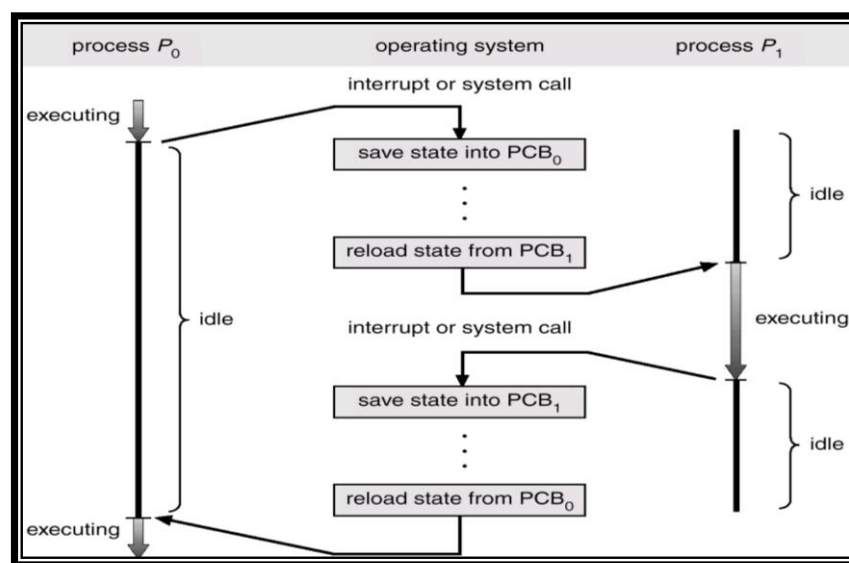 process P0 operating system process P1
interrupt or system call
executing
save state into PCB0
idle
reload state from PCB1
idle
interrupt or system call
executing
save state into PCB1
idle
reload state from PCB0
executing